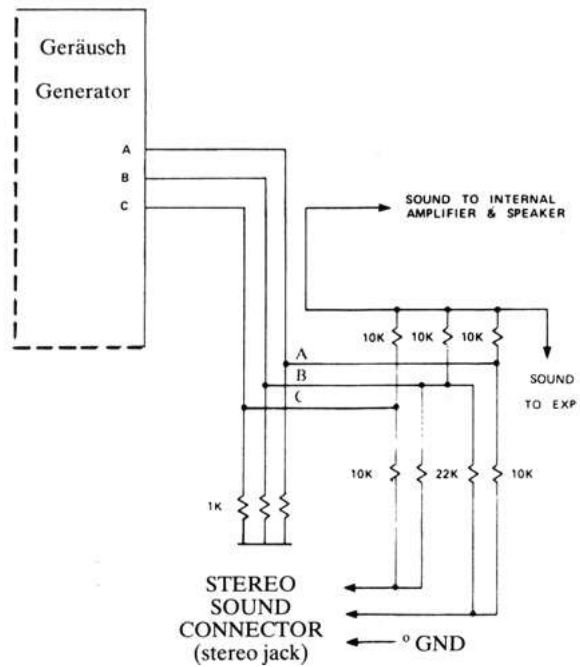 Geräusch
Generator
A
B
C
SOUND TO INTERNAL
AMPLIFIER & SPEAKER
10K 10K 10K
A
B
C
SOUND
TO EXP
10K 22K 10K
1K
STEREO
SOUND
CONNECTOR
(stereo jack)
° GND